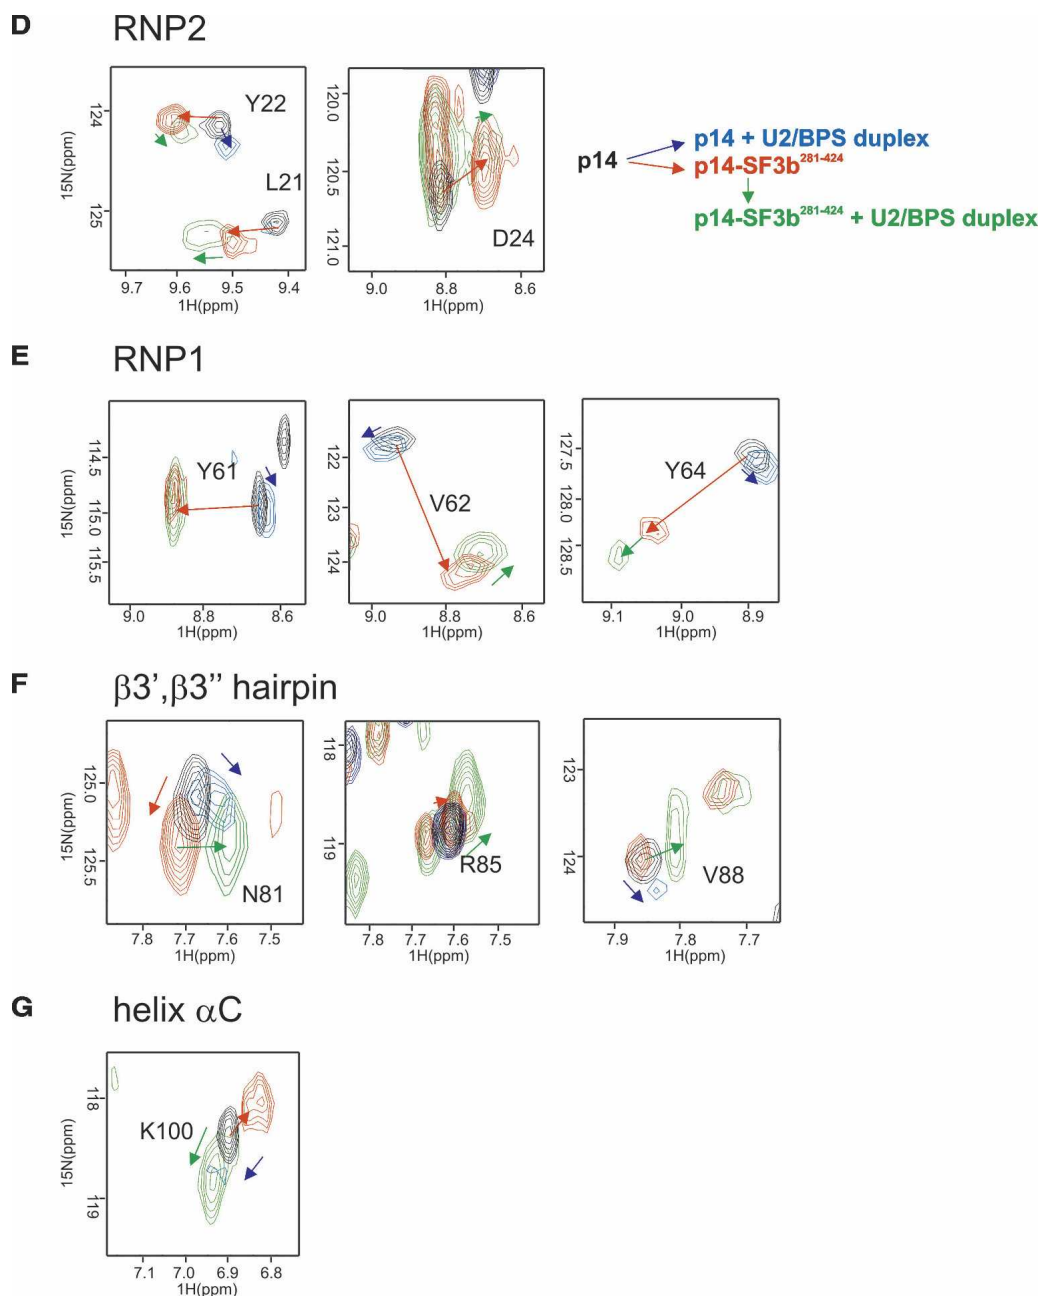 D RNP2
124
125
15N(ppm)
Y22
L21
9.7 9.6 9.5 9.4
1H(ppm)
120.0
120.5
121.0
D24
9.0 8.8 8.6
1H(ppm)
p14
p14 + U2/BPS duplex
p14-SF3b281-424
p14-SF3b281-424 + U2/BPS duplex
E RNP1
114.5
115.0
115.5
15N(ppm)
Y61
9.0 8.8 8.6
1H(ppm)
122
123
124
V62
9.0 8.8 8.6
1H(ppm)
127.5
128.0
128.5
Y64
9.1 9.0 8.9
1H(ppm)
F β3’,β3’’ hairpin
125.0
125.5
15N(ppm)
N81
7.8 7.7 7.6 7.5
1H(ppm)
118
119
R85
7.8 7.7 7.6 7.5
1H(ppm)
123
124
V88
7.9 7.8 7.7
1H(ppm)
G helix αC
118
119
15N(ppm)
K100
7.1 7.0 6.9 6.8
1H(ppm)